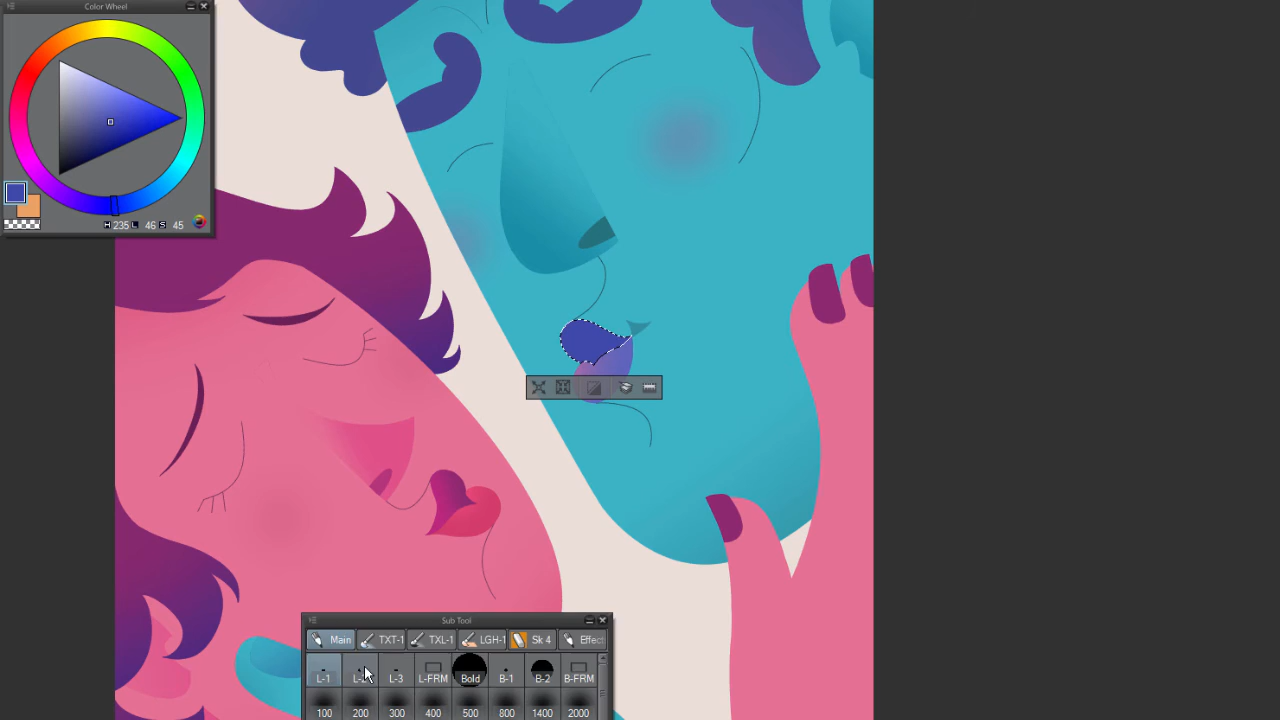 Color Wheel
H 235 L 46 S 45
Sub Tool
Main TXT-1 TXL-1 LGH-1 Sk 4 Effect
L-1 L-3 L-FRM Bold B-1 B-2 B-FRM
100 200 300 400 500 800 1400 2000